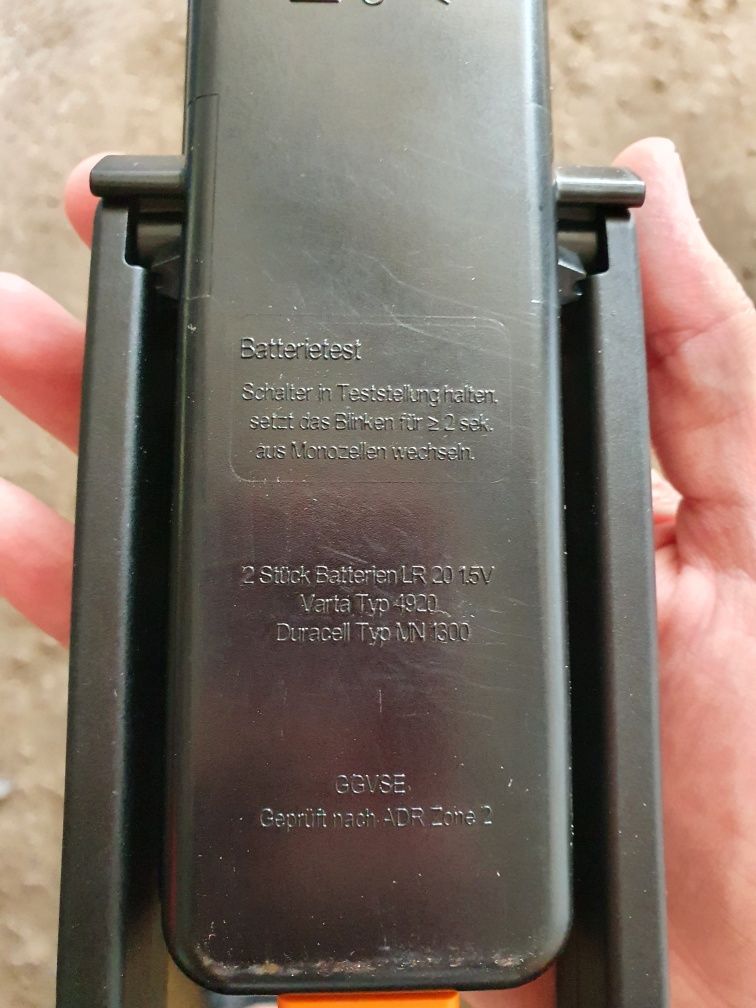 Batterietest
Schalter in Teststellung halten,
setzt das Blinken für ≥ 2 sek.
aus Monozellen wechseln.
2 Stück Batterien LR 20 1.5V
Varta Typ 4920
Duracell Typ MN 1300
GGVSE
Geprüft nach ADR Zone 2